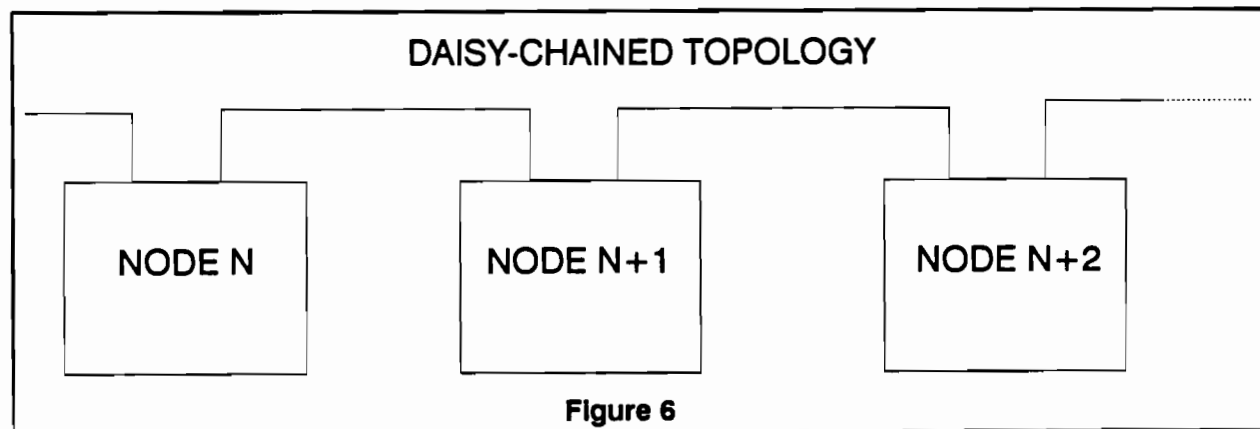 DAISY-CHAINED TOPOLOGY
NODE N
NODE N+1
NODE N+2
Figure 6